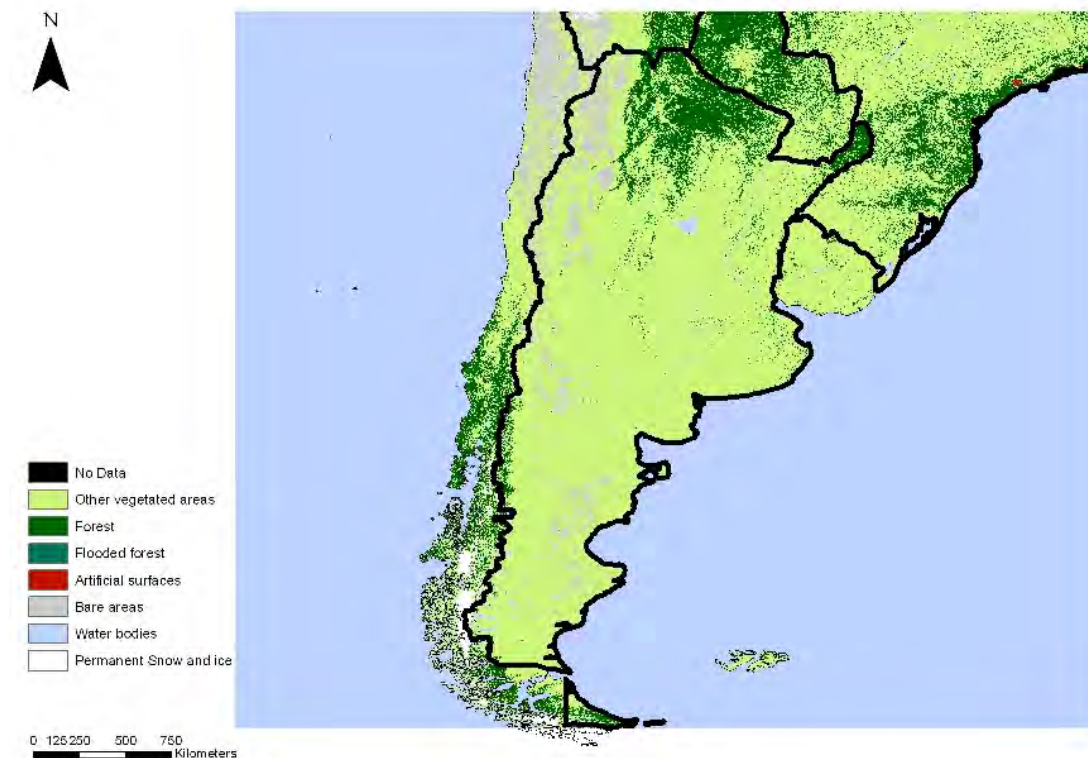 N
No Data
Other vegetated areas
Forest
Flooded forest
Artificial surfaces
Bare areas
Water bodies
Permanent Snow and ice
0 125 250 500 750
Kilometers